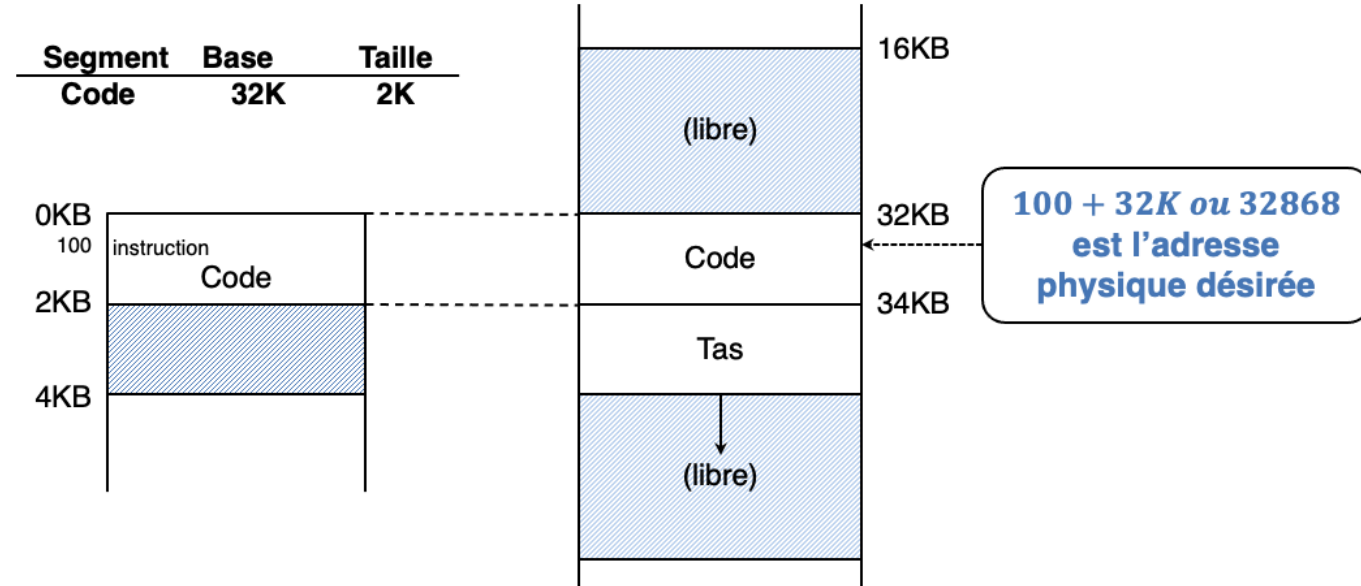 Segment Base Taille
Code 32K 2K
16KB
(libre)
0KB
32KB
100 instruction
Code
Code
2KB
34KB
Tas
4KB
(libre)
100 + 32K ou 32868
est l’adresse
physique désirée